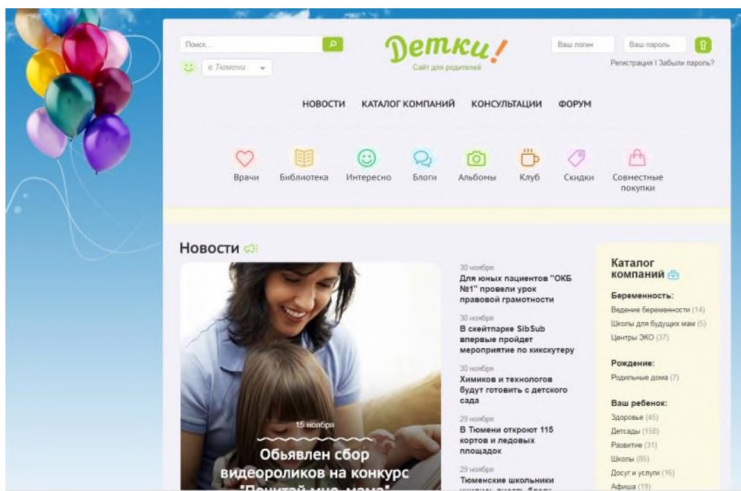 Поиск...
Детки!
Сайт для родителей
Ваш логин
Ваш пароль
в Тюмени
Регистрация | Забыли пароль?
НОВОСТИ КАТАЛОГ КОМПАНИЙ КОНСУЛЬТАЦИИ ФОРУМ
Врачи Библиотека Интересно Блоги Альбомы Клуб Скидки Совместные
покупки
Новости
15 ноября
Объявлен сбор
видеороликов на конкурс
"Почитай мне, мама"
30 ноября
Для юных пациентов "ОКБ
№1" провели урок
правовой грамотности
30 ноября
В скейтпарке SibSub
впервые пройдет
мероприятие по кикскутеру
30 ноября
Химиков и технологов
будут готовить с детского
сада
29 ноября
В Тюмени откроют 115
кортов и ледовых
площадок
29 ноября
Тюменские школьники
Каталог
компаний
Беременность:
Ведение беременности (14)
Школы для будущих мам (5)
Центры ЭКО (37)
Рождение:
Родильные дома (7)
Ваш ребенок:
Здоровье (45)
Детсады (158)
Развитие (31)
Школы (85)
Досуг и услуги (16)
Афиша (19)